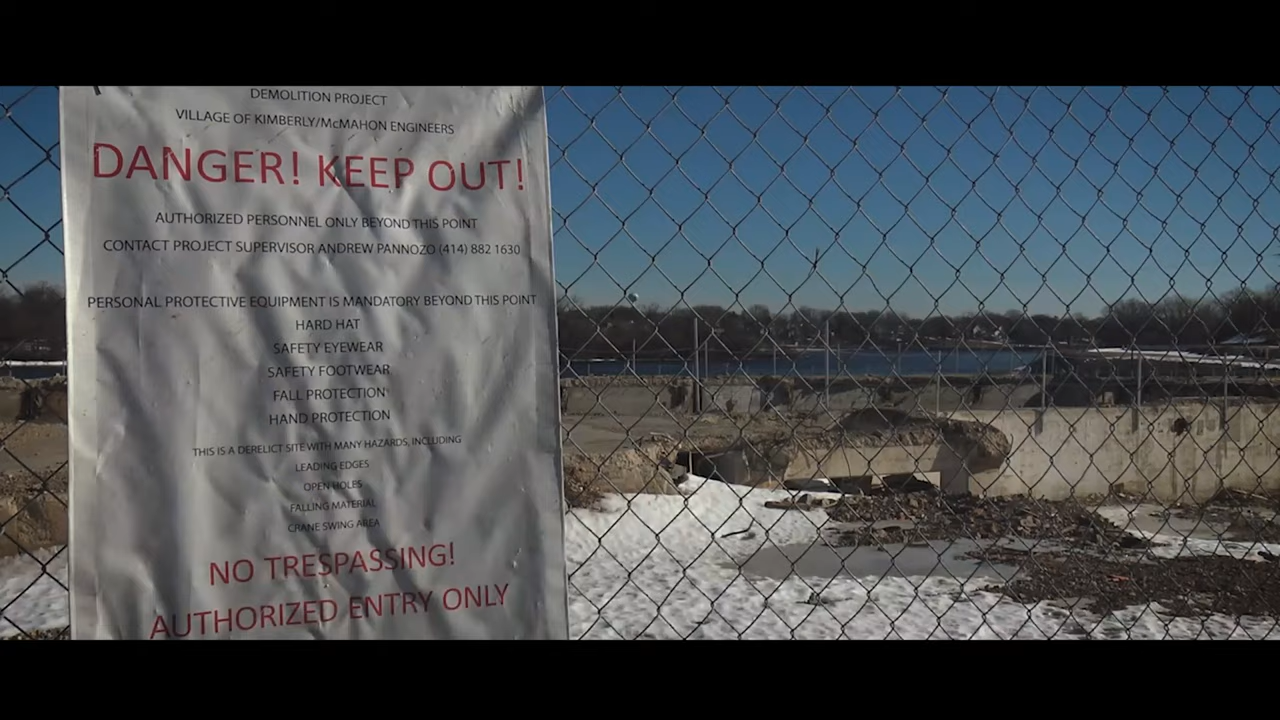 DEMOLITION PROJECT
VILLAGE OF KIMBERLY/McMAHON ENGINEERS
DANGER! KEEP OUT!
AUTHORIZED PERSONNEL ONLY BEYOND THIS POINT
CONTACT PROJECT SUPERVISOR ANDREW PANNOZO (414) 882 1630
PERSONAL PROTECTIVE EQUIPMENT IS MANDATORY BEYOND THIS POINT
HARD HAT
SAFETY EYEWEAR
SAFETY FOOTWEAR
FALL PROTECTION
HAND PROTECTION
THIS IS A DERELICT SITE WITH MANY HAZARDS, INCLUDING
LEADING EDGES
OPEN HOLES
FALLING MATERIAL
CRANE SWING AREA
NO TRESPASSING!
AUTHORIZED ENTRY ONLY